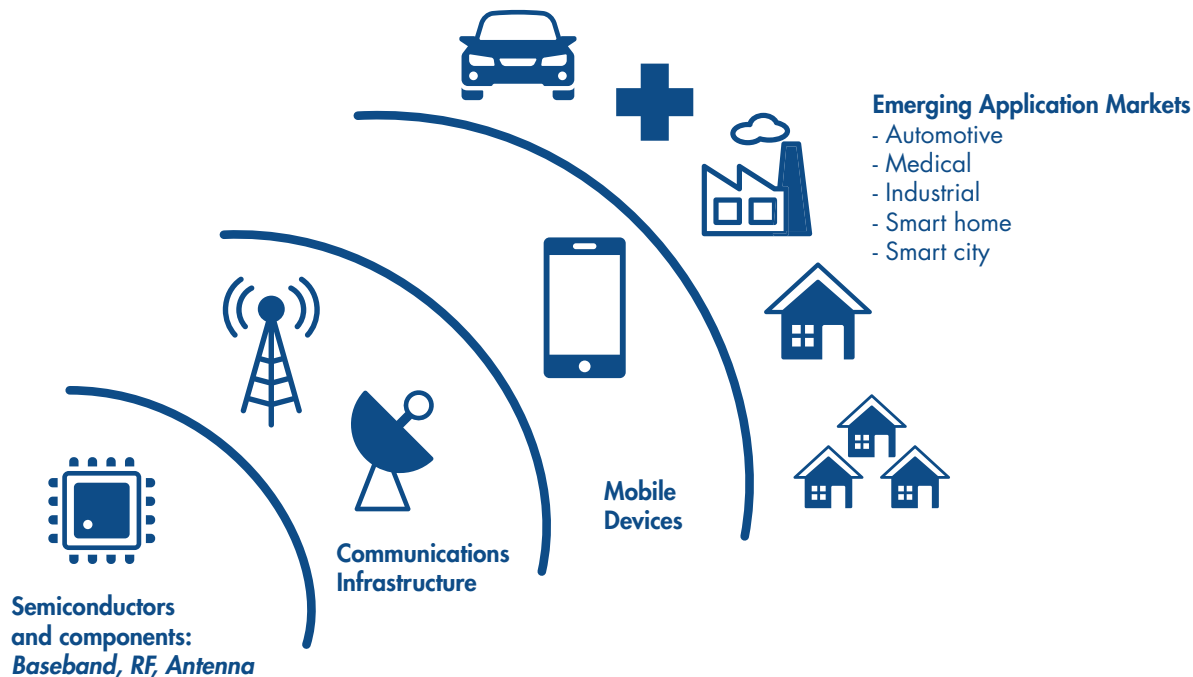 Emerging Application Markets
- Automotive
- Medical
- Industrial
- Smart home
- Smart city
Mobile
Devices
Communications
Infrastructure
Semiconductors
and components:
Baseband, RF, Antenna